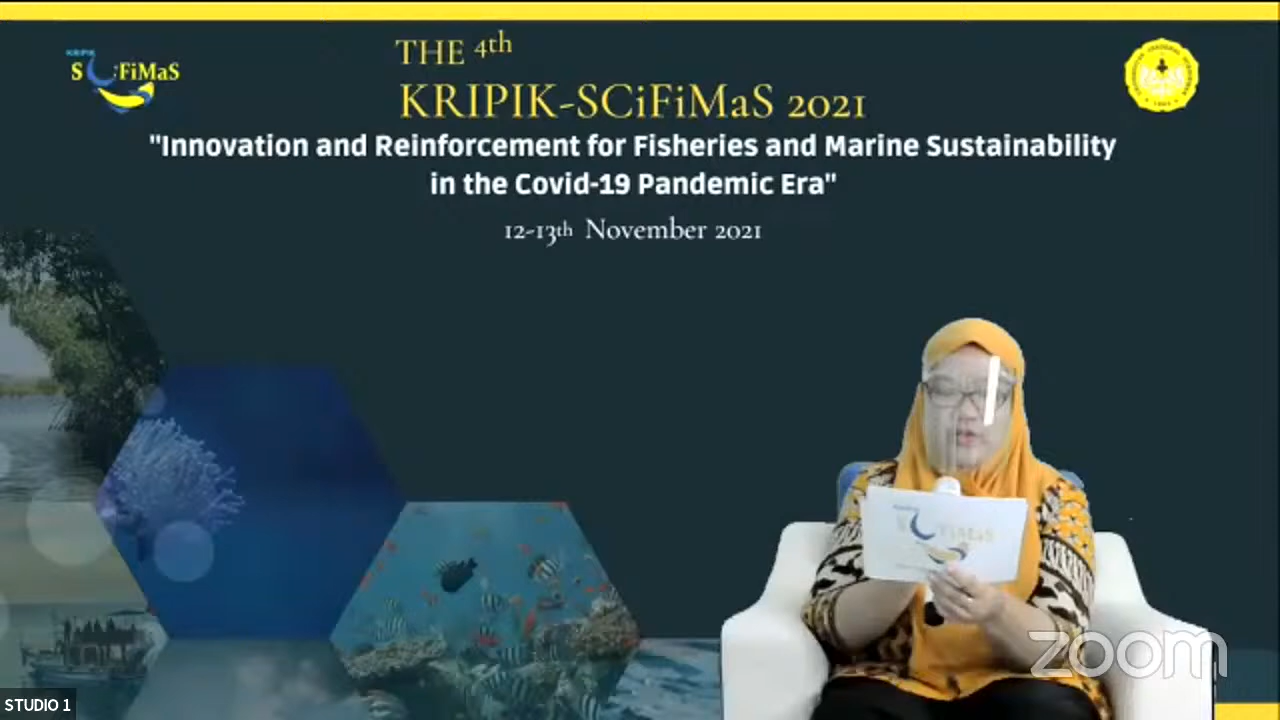 THE 4th
KRIPIK-SCiFiMaS 2021
"Innovation and Reinforcement for Fisheries and Marine Sustainability
in the Covid-19 Pandemic Era"
12-13th November 2021
KRIPIK
SCiFiMaS
SCiFiMaS
zoom
STUDIO 1